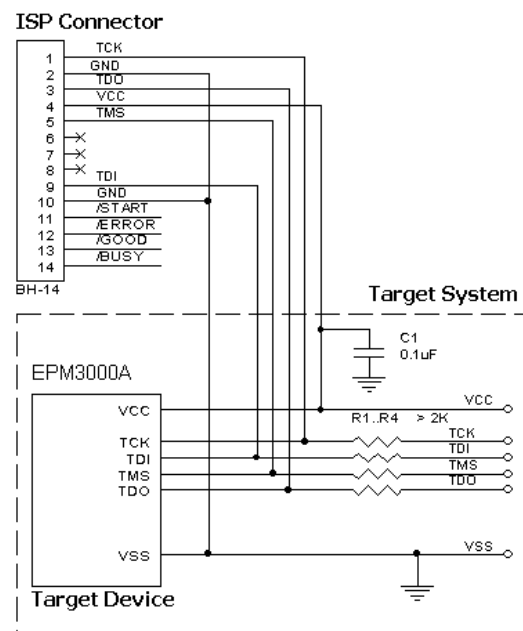 ISP Connector
1 TCK
2 GND
3 TDO
4 VCC
5 TMS
6
7
8
9 TDI
10 GND
11 /START
12 /ERROR
13 /GOOD
14 /BUSY
BH-14
Target System
C1
0.1uF
EPM3000A
VCC VCC
R1..R4 > 2K
TCK TCK
TDI TDI
TMS TMS
TDO TDO
VSS VSS
Target Device